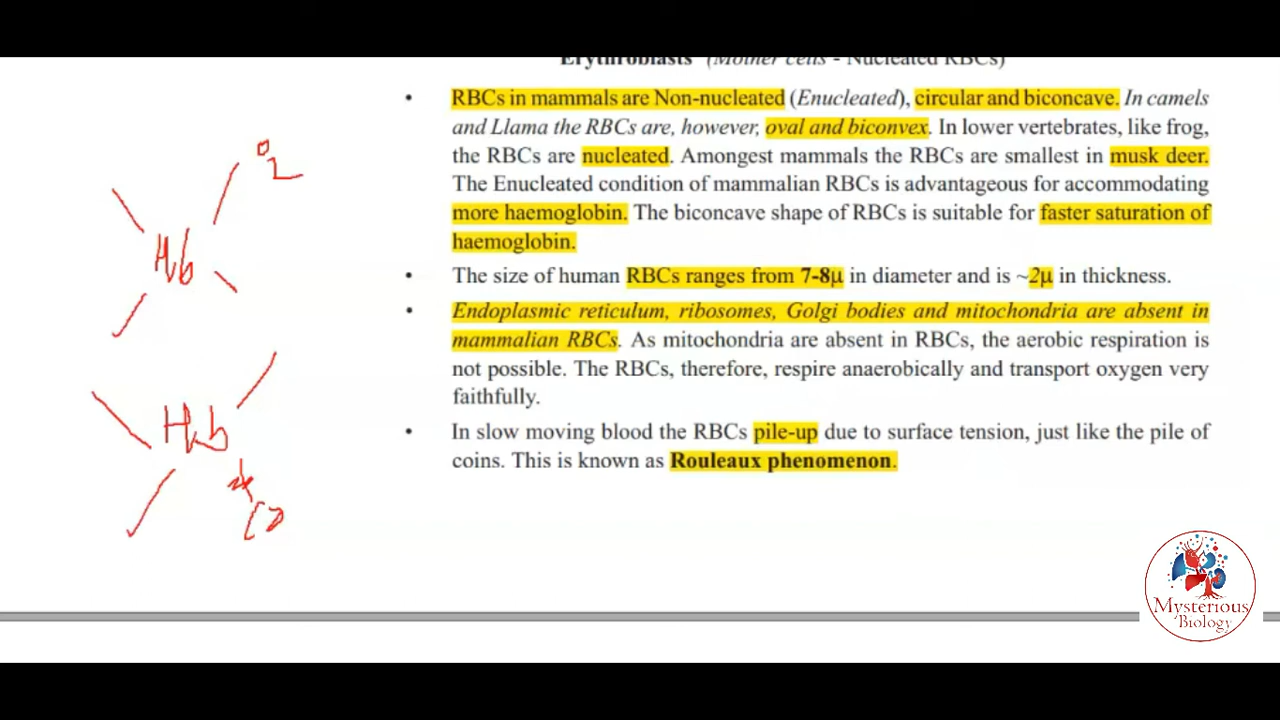 Erythroblasts (Mother cells - Nucleated RBCs)
• RBCs in mammals are Non-nucleated (Enucleated), circular and biconcave. In camels
and Llama the RBCs are, however, oval and biconvex. In lower vertebrates, like frog,
the RBCs are nucleated. Amongst mammals the RBCs are smallest in musk deer.
The Enucleated condition of mammalian RBCs is advantageous for accommodating
more haemoglobin. The biconcave shape of RBCs is suitable for faster saturation of
haemoglobin.
• The size of human RBCs ranges from 7-8µ in diameter and is ~2µ in thickness.
• Endoplasmic reticulum, ribosomes, Golgi bodies and mitochondria are absent in
mammalian RBCs. As mitochondria are absent in RBCs, the aerobic respiration is
not possible. The RBCs, therefore, respire anaerobically and transport oxygen very
faithfully.
• In slow moving blood the RBCs pile-up due to surface tension, just like the pile of
coins. This is known as Rouleaux phenomenon.
O2
Hb
Hb
Mysterious
Biology